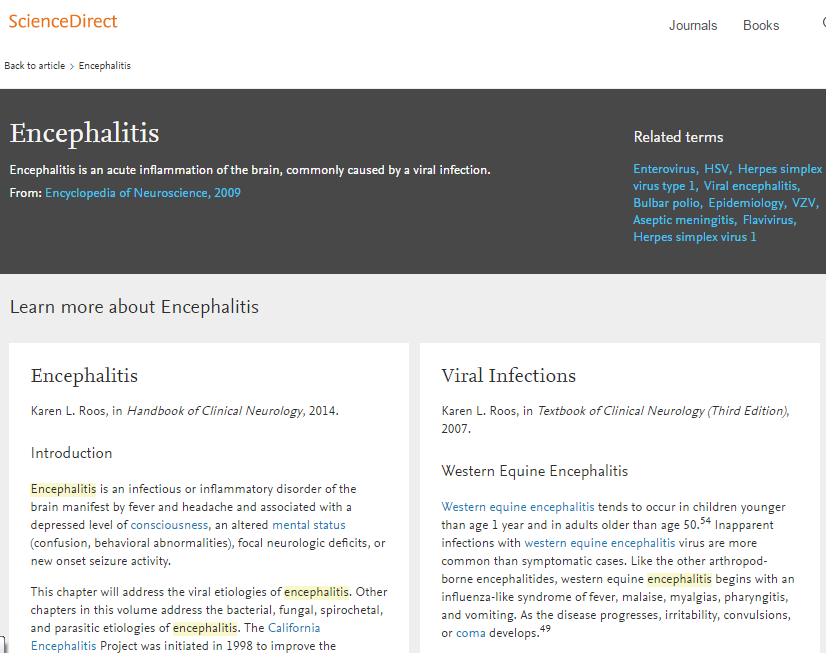 ScienceDirect
Journals Books
Back to article > Encephalitis
Encephalitis
Encephalitis is an acute inflammation of the brain, commonly caused by a viral infection.
From: Encyclopedia of Neuroscience, 2009
Related terms
Enterovirus, HSV, Herpes simplex
virus type 1, Viral encephalitis,
Bulbar polio, Epidemiology, VZV,
Aseptic meningitis, Flavivirus,
Herpes simplex virus 1
Learn more about Encephalitis
Encephalitis
Karen L. Roos, in Handbook of Clinical Neurology, 2014.
Introduction
Encephalitis is an infectious or inflammatory disorder of the
brain manifest by fever and headache and associated with a
depressed level of consciousness, an altered mental status
(confusion, behavioral abnormalities), focal neurologic deficits, or
new onset seizure activity.
This chapter will address the viral etiologies of encephalitis. Other
chapters in this volume address the bacterial, fungal, spirochetal,
and parasitic etiologies of encephalitis. The California
Encephalitis Project was initiated in 1998 to improve the
Viral Infections
Karen L. Roos, in Textbook of Clinical Neurology (Third Edition),
2007.
Western Equine Encephalitis
Western equine encephalitis tends to occur in children younger
than age 1 year and in adults older than age 50.54 Inapparent
infections with western equine encephalitis virus are more
common than symptomatic cases. Like the other arthropod-
borne encephalitides, western equine encephalitis begins with an
influenza-like syndrome of fever, malaise, myalgias, pharyngitis,
and vomiting. As the disease progresses, irritability, convulsions,
or coma develops.49